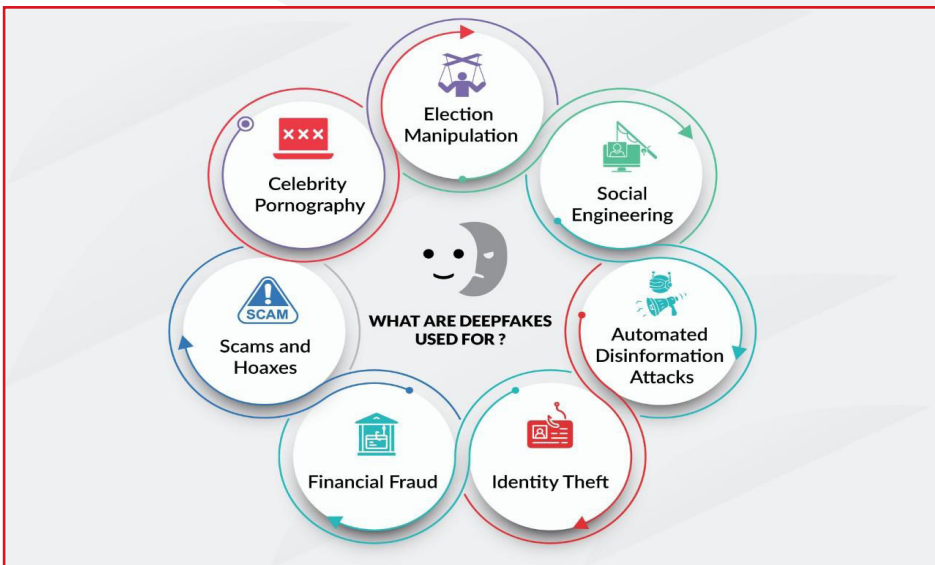 WHAT ARE DEEPFAKES
USED FOR ?
Election
Manipulation
Social
Engineering
Automated
Disinformation
Attacks
Identity Theft
Financial Fraud
SCAM
Scams and
Hoaxes
XXX
Celebrity
Pornography